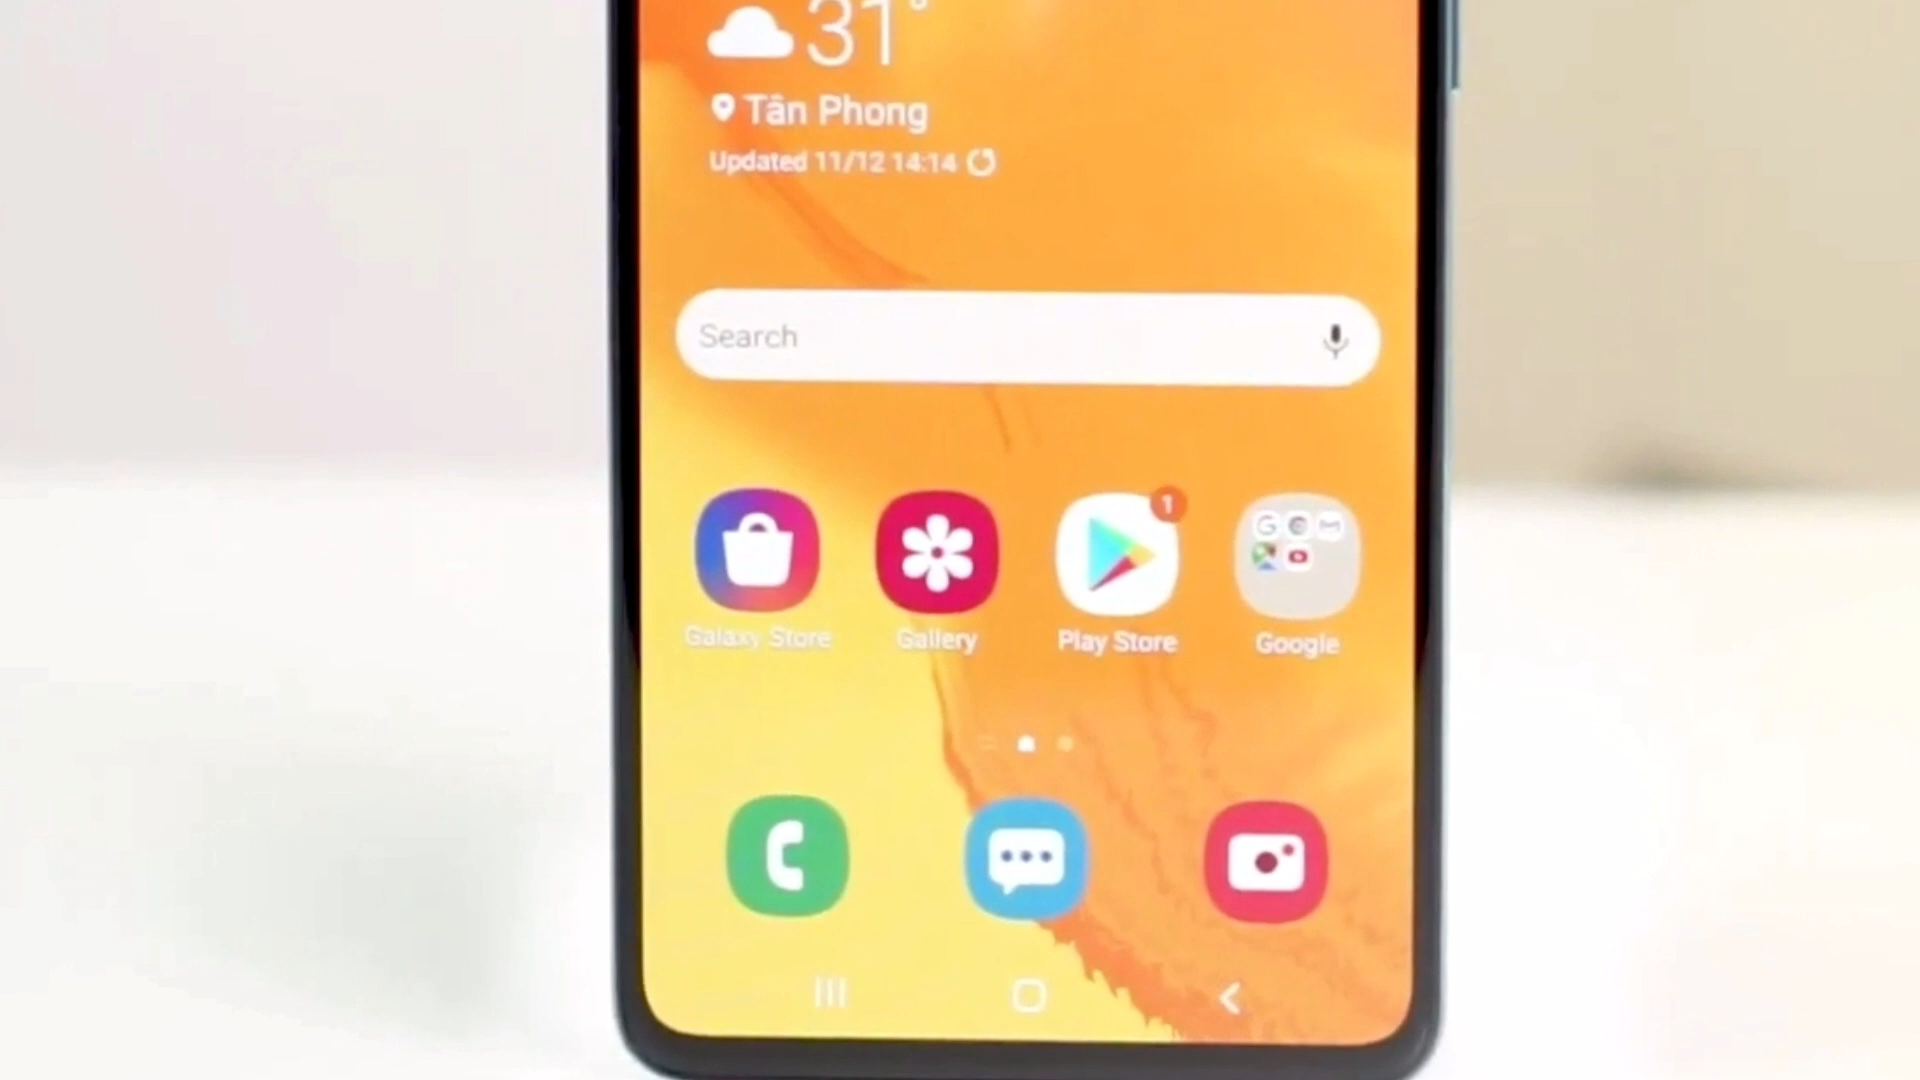 31°
Tân Phong
Updated 11/12 14:14
Search
1
Galaxy Store
Gallery
Play Store
Google